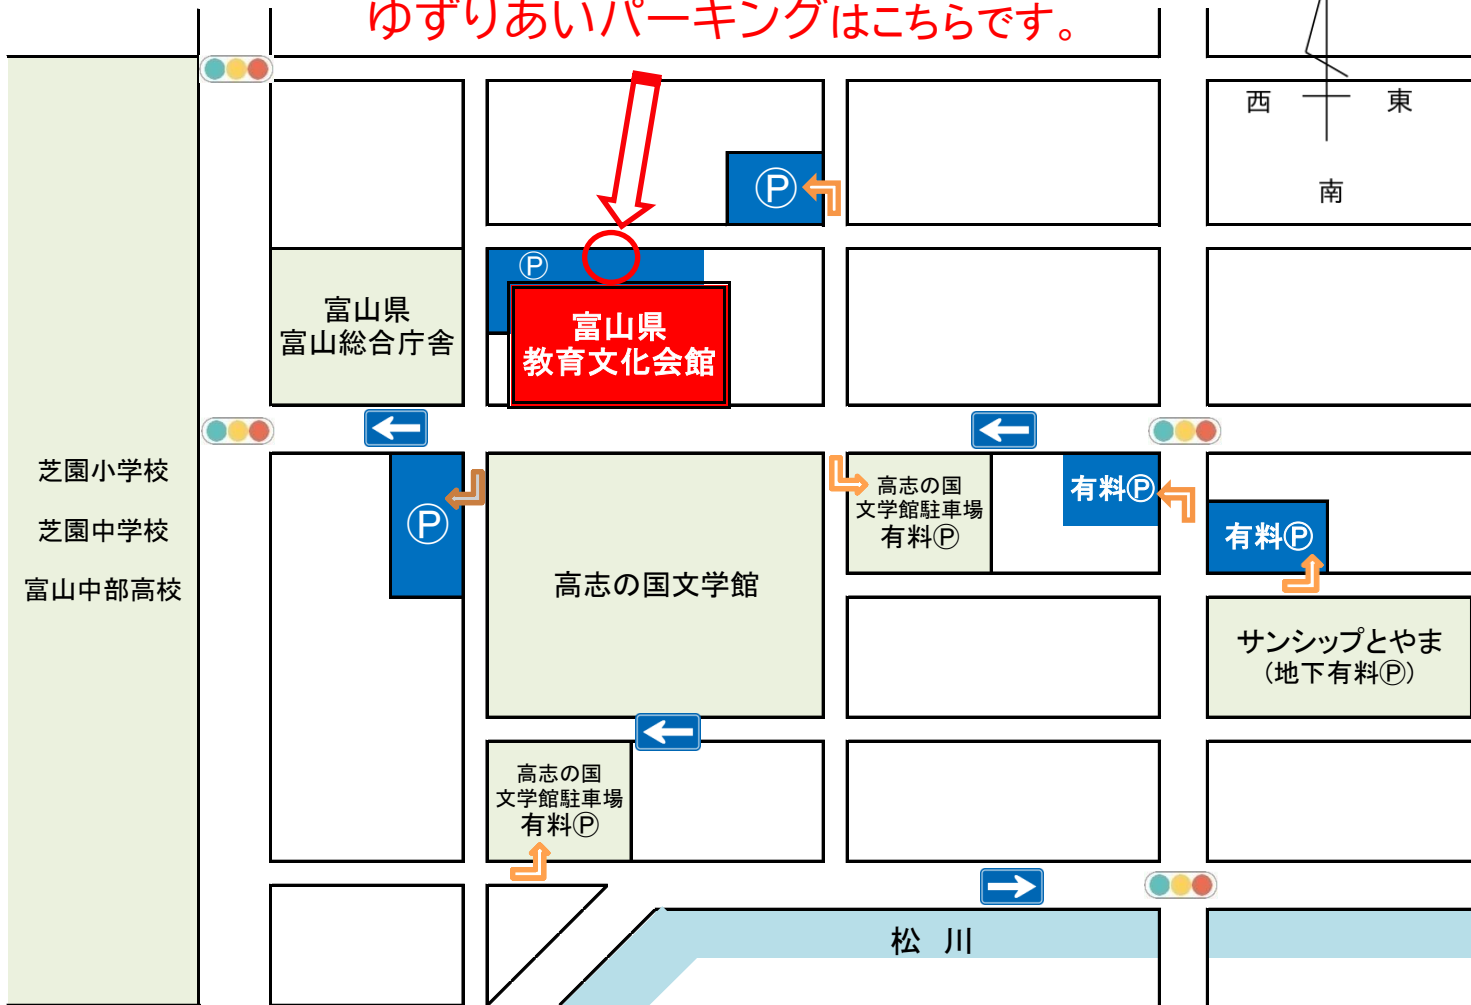 ゆずりあいパーキングはこちらです。
西
東
南
Ⓟ
Ⓟ
富山県
富山総合庁舎
富山県
教育文化会館
芝園小学校
芝園中学校
富山中部高校
Ⓟ
高志の国文学館
高志の国
文学館駐車場
有料Ⓟ
有料Ⓟ
有料Ⓟ
サンシップとやま
(地下有料Ⓟ)
高志の国
文学館駐車場
有料Ⓟ
松 川